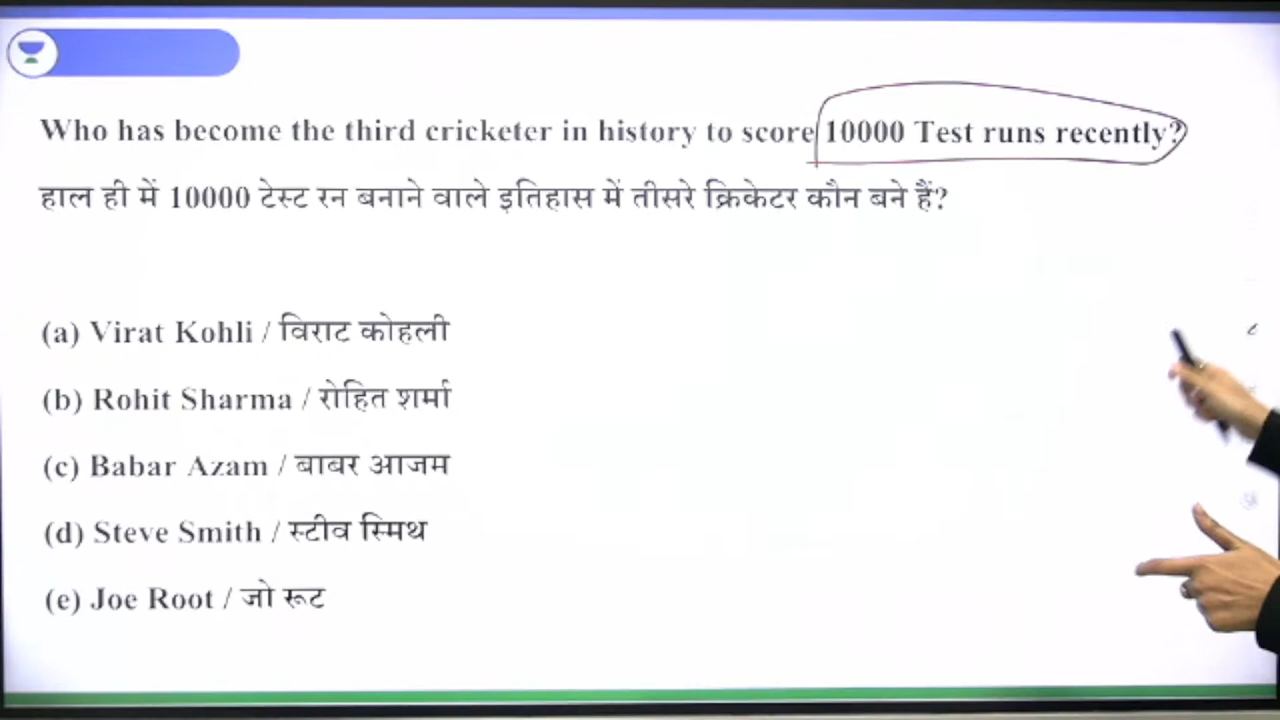 Who has become the third cricketer in history to score 10000 Test runs recently?
हाल ही में 10000 टेस्ट रन बनाने वाले इतिहास में तीसरे क्रिकेटर कौन बने हैं?
(a) Virat Kohli / विराट कोहली
(b) Rohit Sharma / रोहित शर्मा
(c) Babar Azam / बाबर आजम
(d) Steve Smith / स्टीव स्मिथ
(e) Joe Root / जो रूट